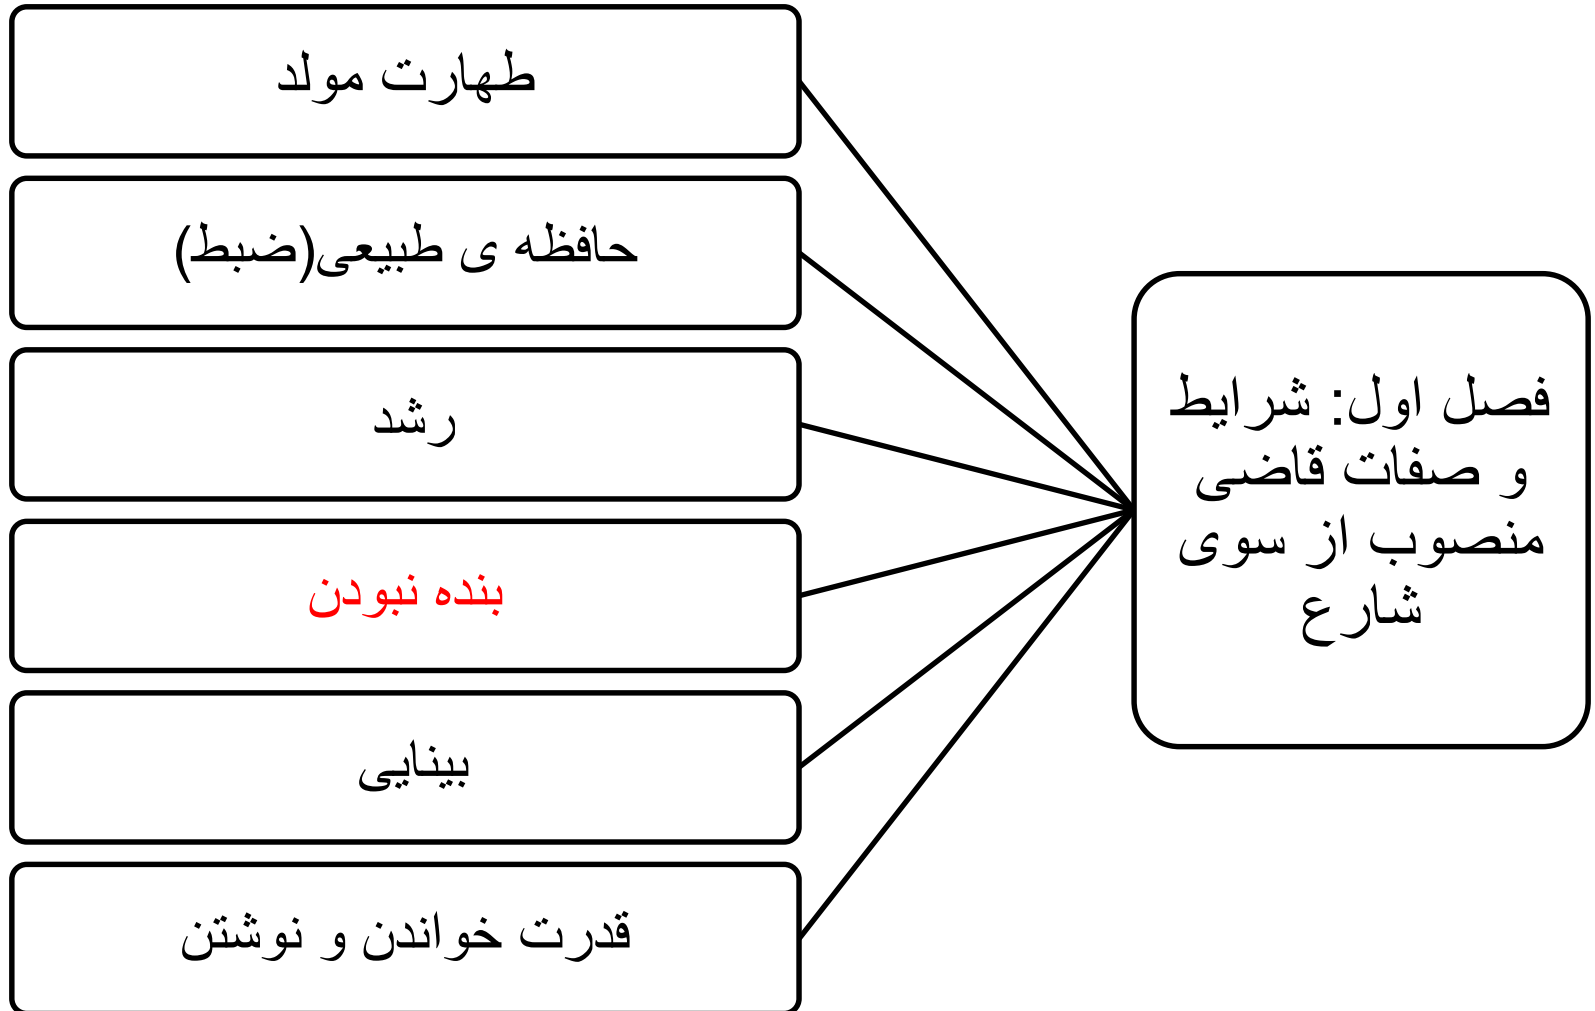 فصل اول: شرایط
و صفات قاضی
منصوب از سوی
شارع
طهارت مولد
حافظه ی طبیعی(ضبط)
رشد
بنده نبودن
بینایی
قدرت خواندن و نوشتن